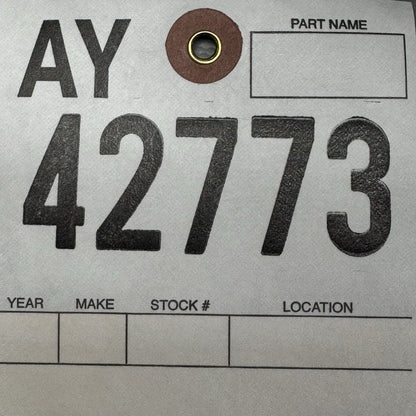 AY PART NAME
42773
YEAR MAKE STOCK # LOCATION